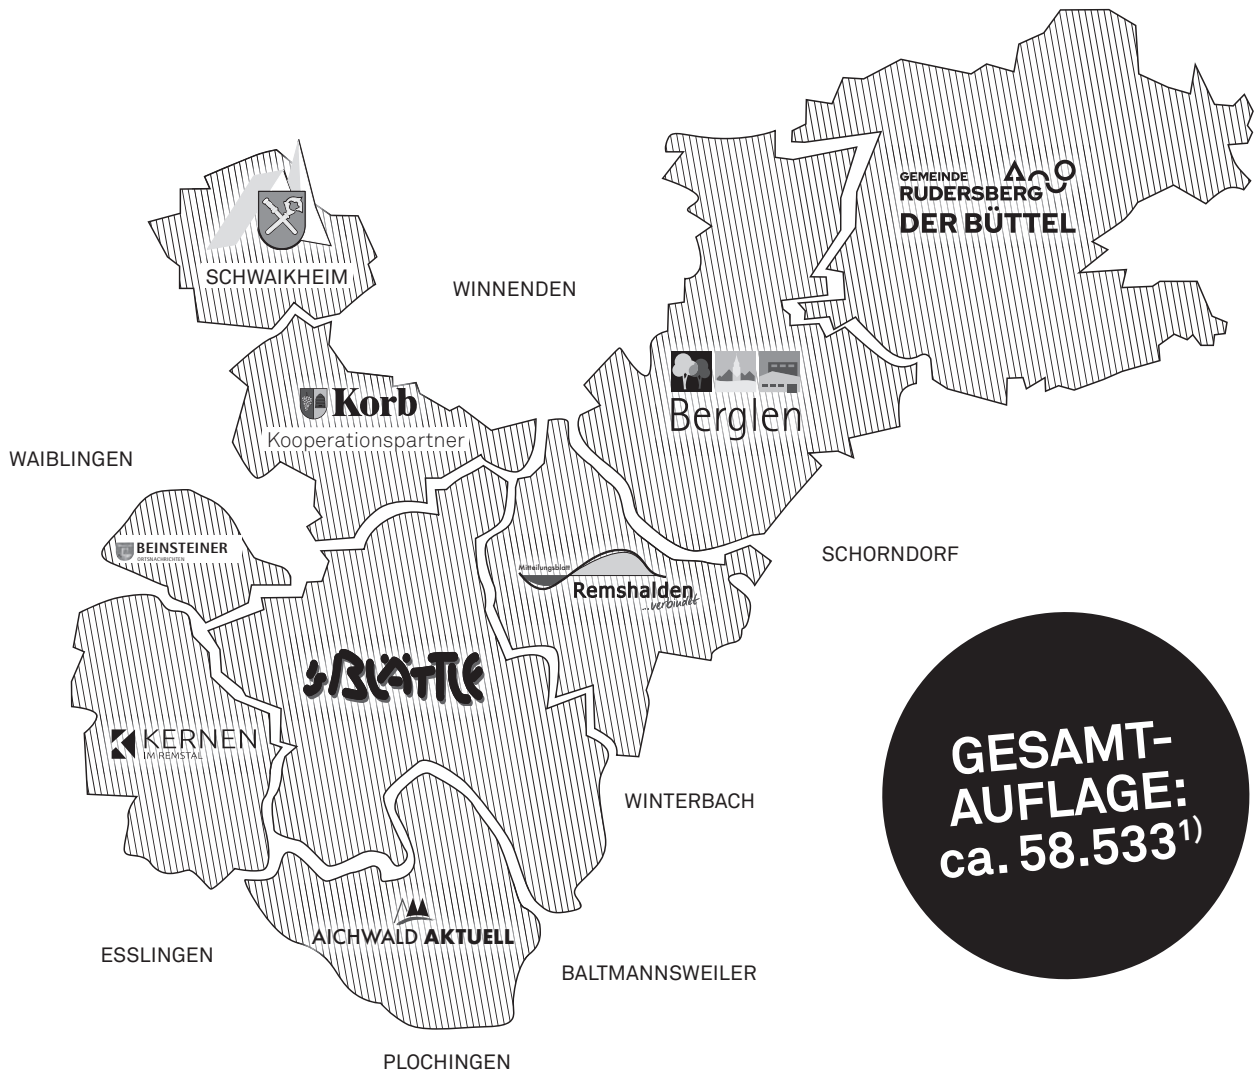 GEMEINDE
RUDERSBERG
DER BÜTTEL
SCHWAIKHEIM
WINNENDEN
Berglen
Korb
Kooperationspartner
WAIBLINGEN
BEINSTEINER
ORTSNACHRICHTEN
SCHORNDORF
Mitteilungsblatt
Remshalden
...verbindet
's BLÄTTLE
KERNEN
IM REMSTAL
GESAMT-
AUFLAGE:
ca. 58.533¹⁾
WINTERBACH
AICHWALD AKTUELL
ESSLINGEN
BALTMANNSWEILER
PLOCHINGEN